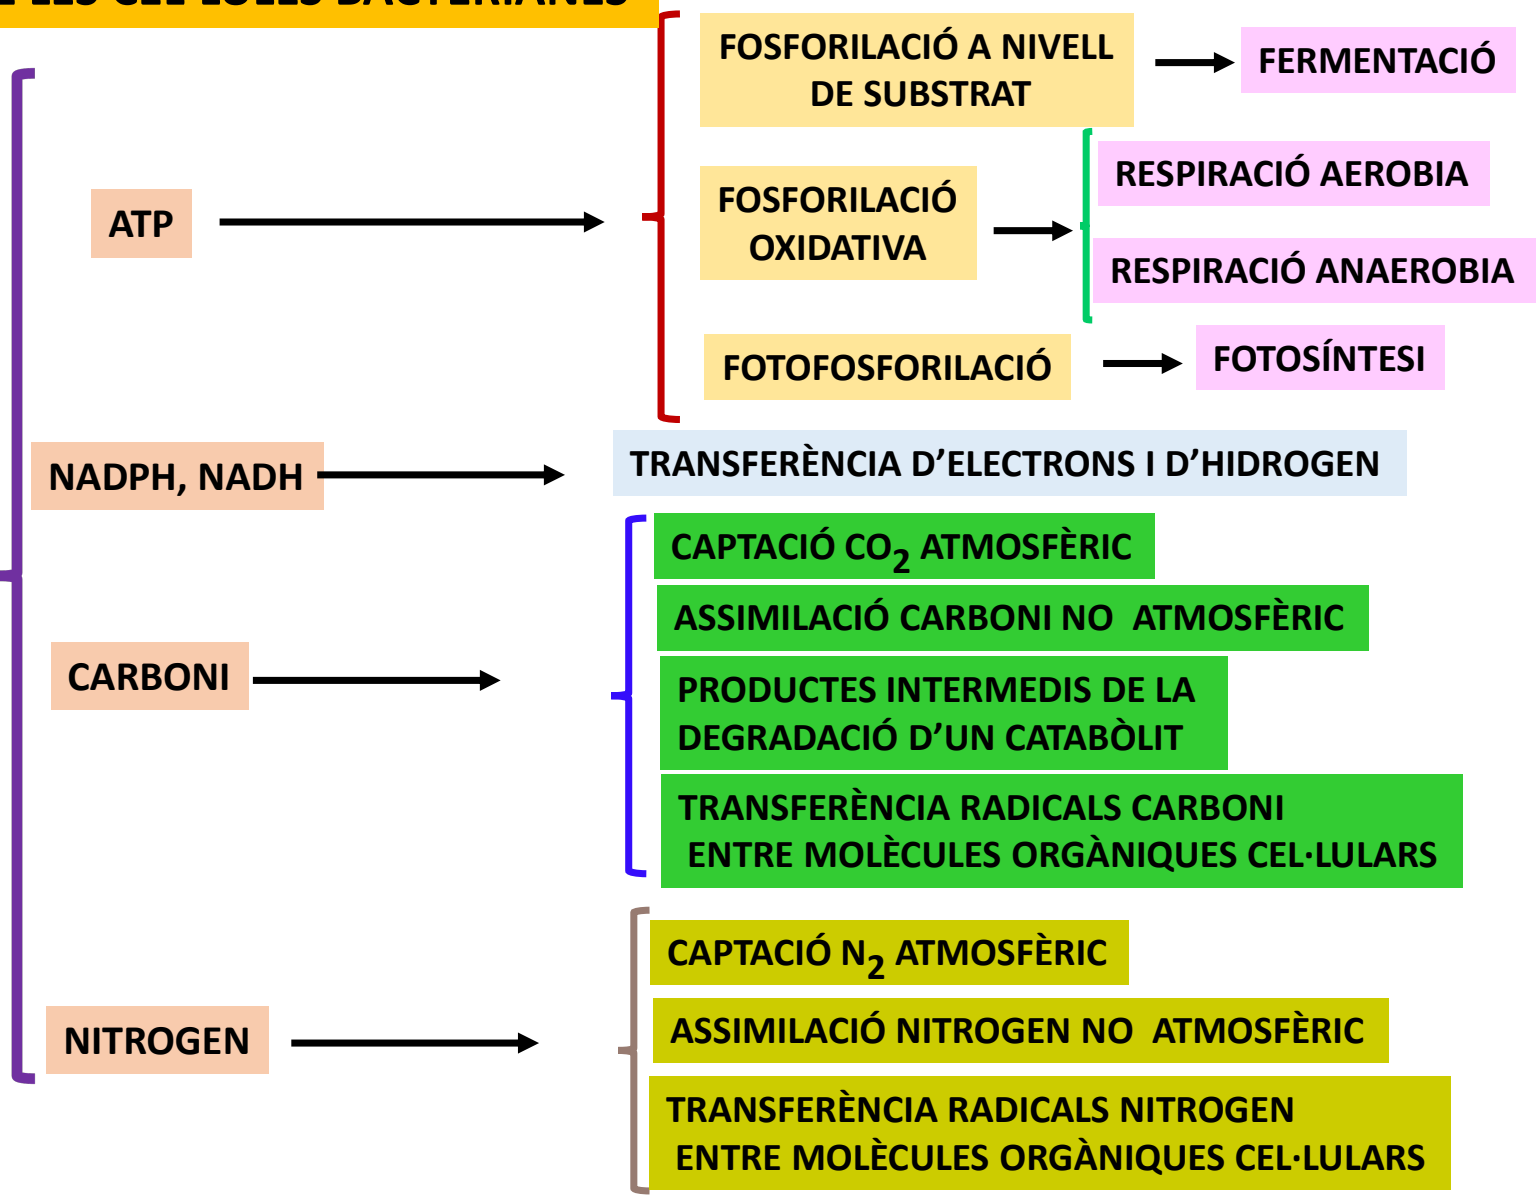 CEL·LULES BACTERIANES
FOSFORILACIÓ A NIVELL
DE SUBSTRAT
FERMENTACIÓ
ATP
FOSFORILACIÓ
OXIDATIVA
RESPIRACIÓ AEROBIA
RESPIRACIÓ ANAEROBIA
FOTOFOSFORILACIÓ
FOTOSÍNTESI
NADPH, NADH
TRANSFERÈNCIA D’ELECTRONS I D’HIDROGEN
CARBONI
CAPTACIÓ CO₂ ATMOSFÈRIC
ASSIMILACIÓ CARBONI NO ATMOSFÈRIC
PRODUCTES INTERMEDIS DE LA
DEGRADACIÓ D’UN CATABÒLIT
TRANSFERÈNCIA RADICALS CARBONI
ENTRE MOLÈCULES ORGÀNIQUES CEL·LULARS
NITROGEN
CAPTACIÓ N₂ ATMOSFÈRIC
ASSIMILACIÓ NITROGEN NO ATMOSFÈRIC
TRANSFERÈNCIA RADICALS NITROGEN
ENTRE MOLÈCULES ORGÀNIQUES CEL·LULARS